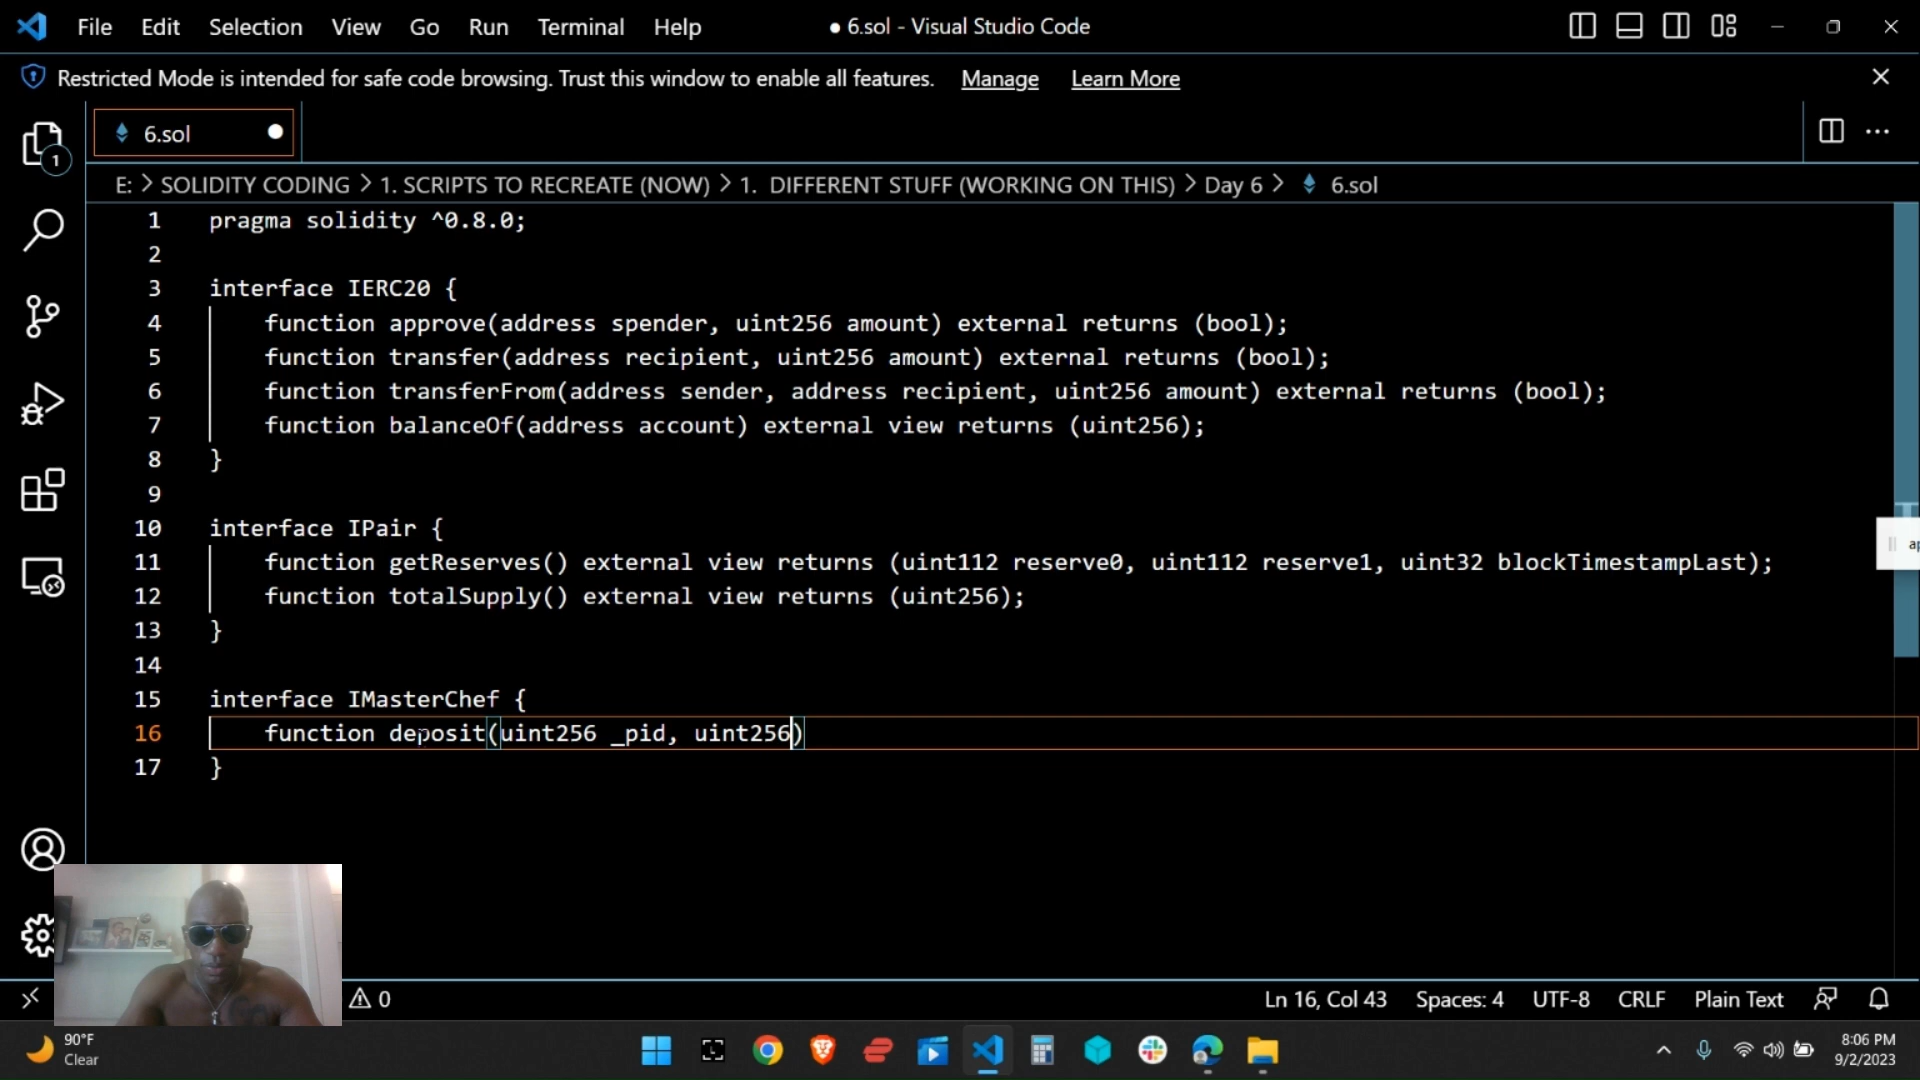 File Edit Selection View Go Run Terminal Help
● 6.sol - Visual Studio Code
Restricted Mode is intended for safe code browsing. Trust this window to enable all features. Manage Learn More
1
6.sol
E: > SOLIDITY CODING > 1. SCRIPTS TO RECREATE (NOW) > 1. DIFFERENT STUFF (WORKING ON THIS) > Day 6 > 6.sol
1 pragma solidity ^0.8.0;
2
3 interface IERC20 {
4 function approve(address spender, uint256 amount) external returns (bool);
5 function transfer(address recipient, uint256 amount) external returns (bool);
6 function transferFrom(address sender, address recipient, uint256 amount) external returns (bool);
7 function balanceOf(address account) external view returns (uint256);
8 }
9
10 interface IPair {
11 function getReserves() external view returns (uint112 reserve0, uint112 reserve1, uint32 blockTimestampLast);
12 function totalSupply() external view returns (uint256);
13 }
14
15 interface IMasterChef {
16 function deposit(uint256 _pid, uint256)
17 }
0
Ln 16, Col 43 Spaces: 4 UTF-8 CRLF Plain Text
90°F
Clear
8:06 PM
9/2/2023